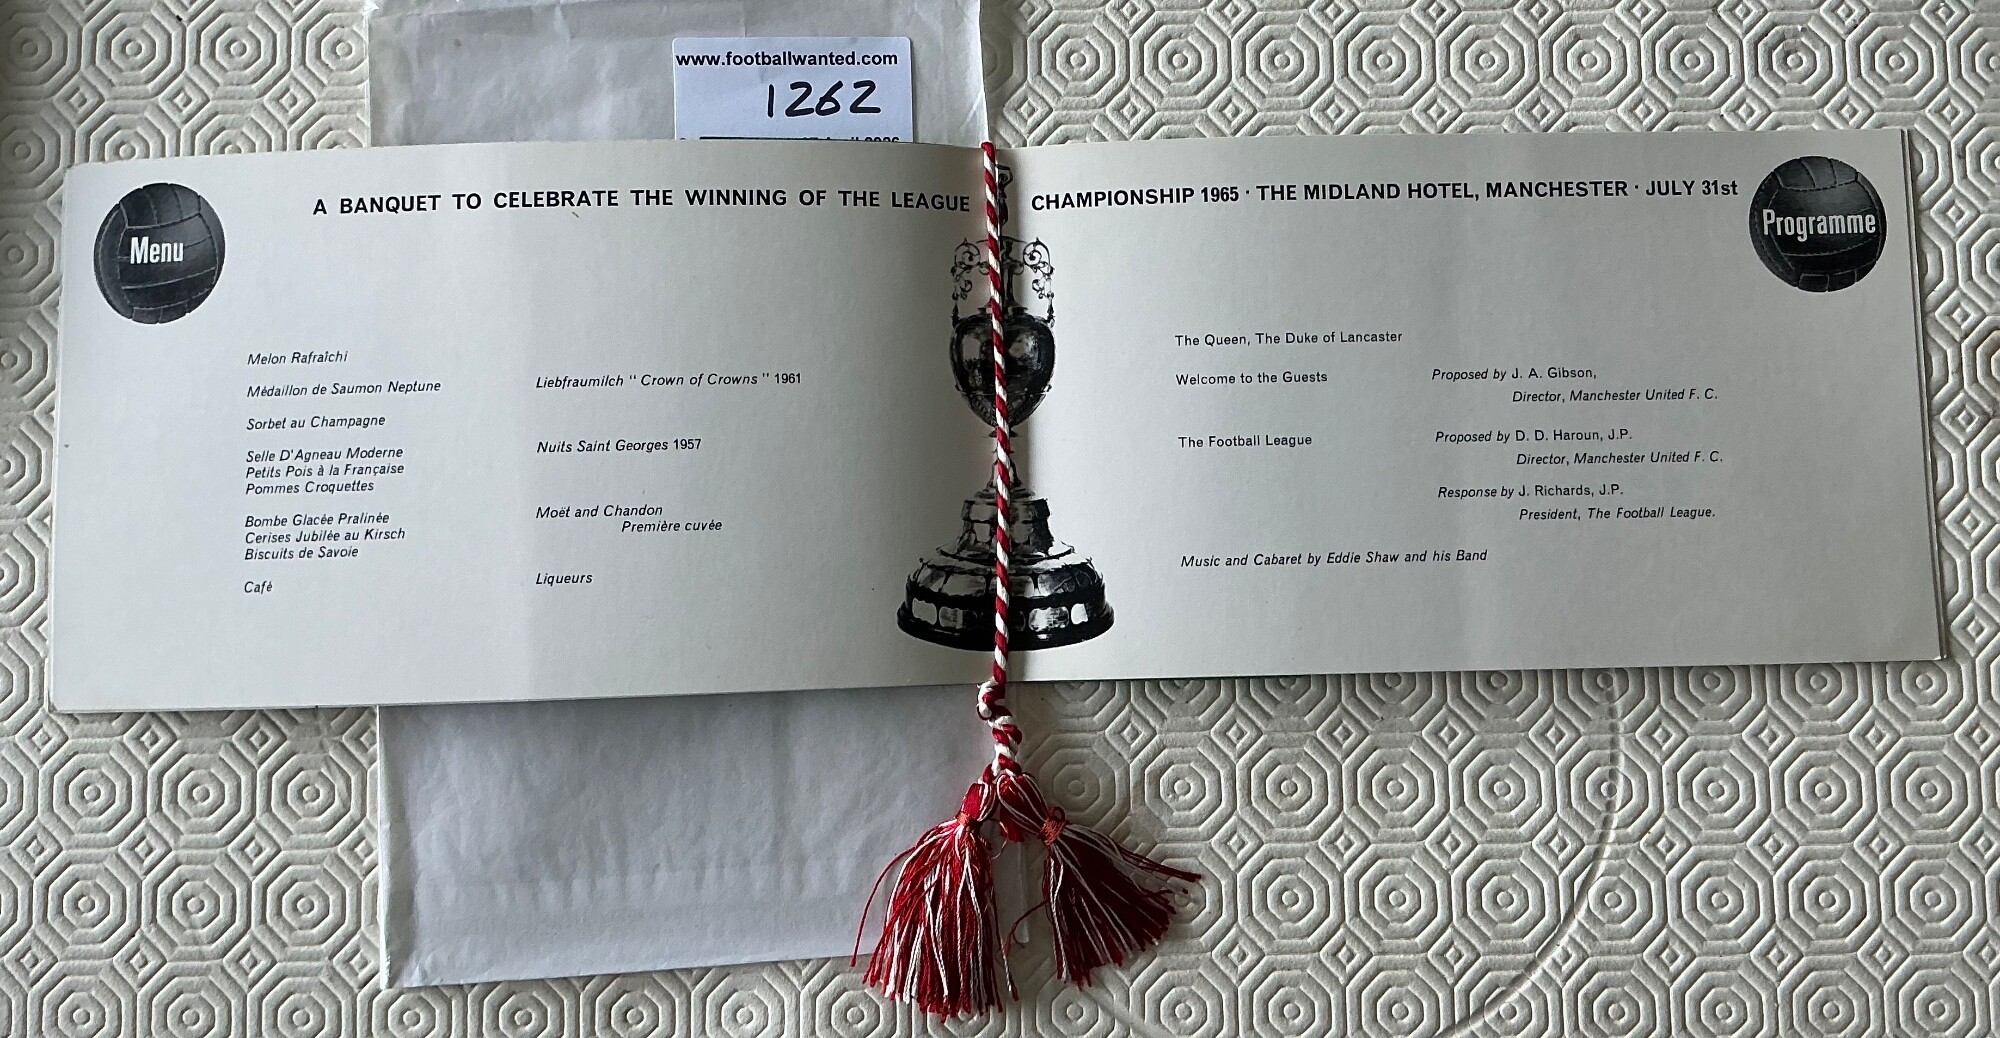 www.footballwanted.com
1262
Menu
A BANQUET TO CELEBRATE THE WINNING OF THE LEAGUE CHAMPIONSHIP 1965 · THE MIDLAND HOTEL, MANCHESTER · JULY 31st
Programme
Melon Rafraîchi
Médaillon de Saumon Neptune
Liebfraumilch " Crown of Crowns " 1961
Sorbet au Champagne
Selle D'Agneau Moderne
Nuits Saint Georges 1957
Petits Pois à la Française
Pommes Croquettes
Bombe Glacée Pralinée
Moët and Chandon
Première cuvée
Cerises Jubilée au Kirsch
Biscuits de Savoie
Café
Liqueurs
The Queen, The Duke of Lancaster
Welcome to the Guests
Proposed by J. A. Gibson,
Director, Manchester United F. C.
The Football League
Proposed by D. D. Haroun, J.P.
Director, Manchester United F. C.
Response by J. Richards, J.P.
President, The Football League.
Music and Cabaret by Eddie Shaw and his Band